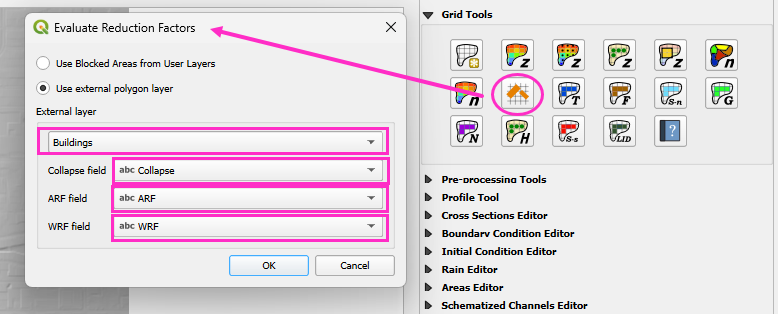 Evaluate Reduction Factors
Use Blocked Areas from User Layers
Use external polygon layer
External layer
Buildings
Collapse field
abc Collapse
ARF field
abc ARF
WRF field
abc WRF
OK
Cancel
Grid Tools
z
z
z
z
n
n
T
F
S-n
G
N
H
S-s
LID
?
Pre-processing Tools
Profile Tool
Cross Sections Editor
Boundary Condition Editor
Initial Condition Editor
Rain Editor
Areas Editor
Schematized Channels Editor